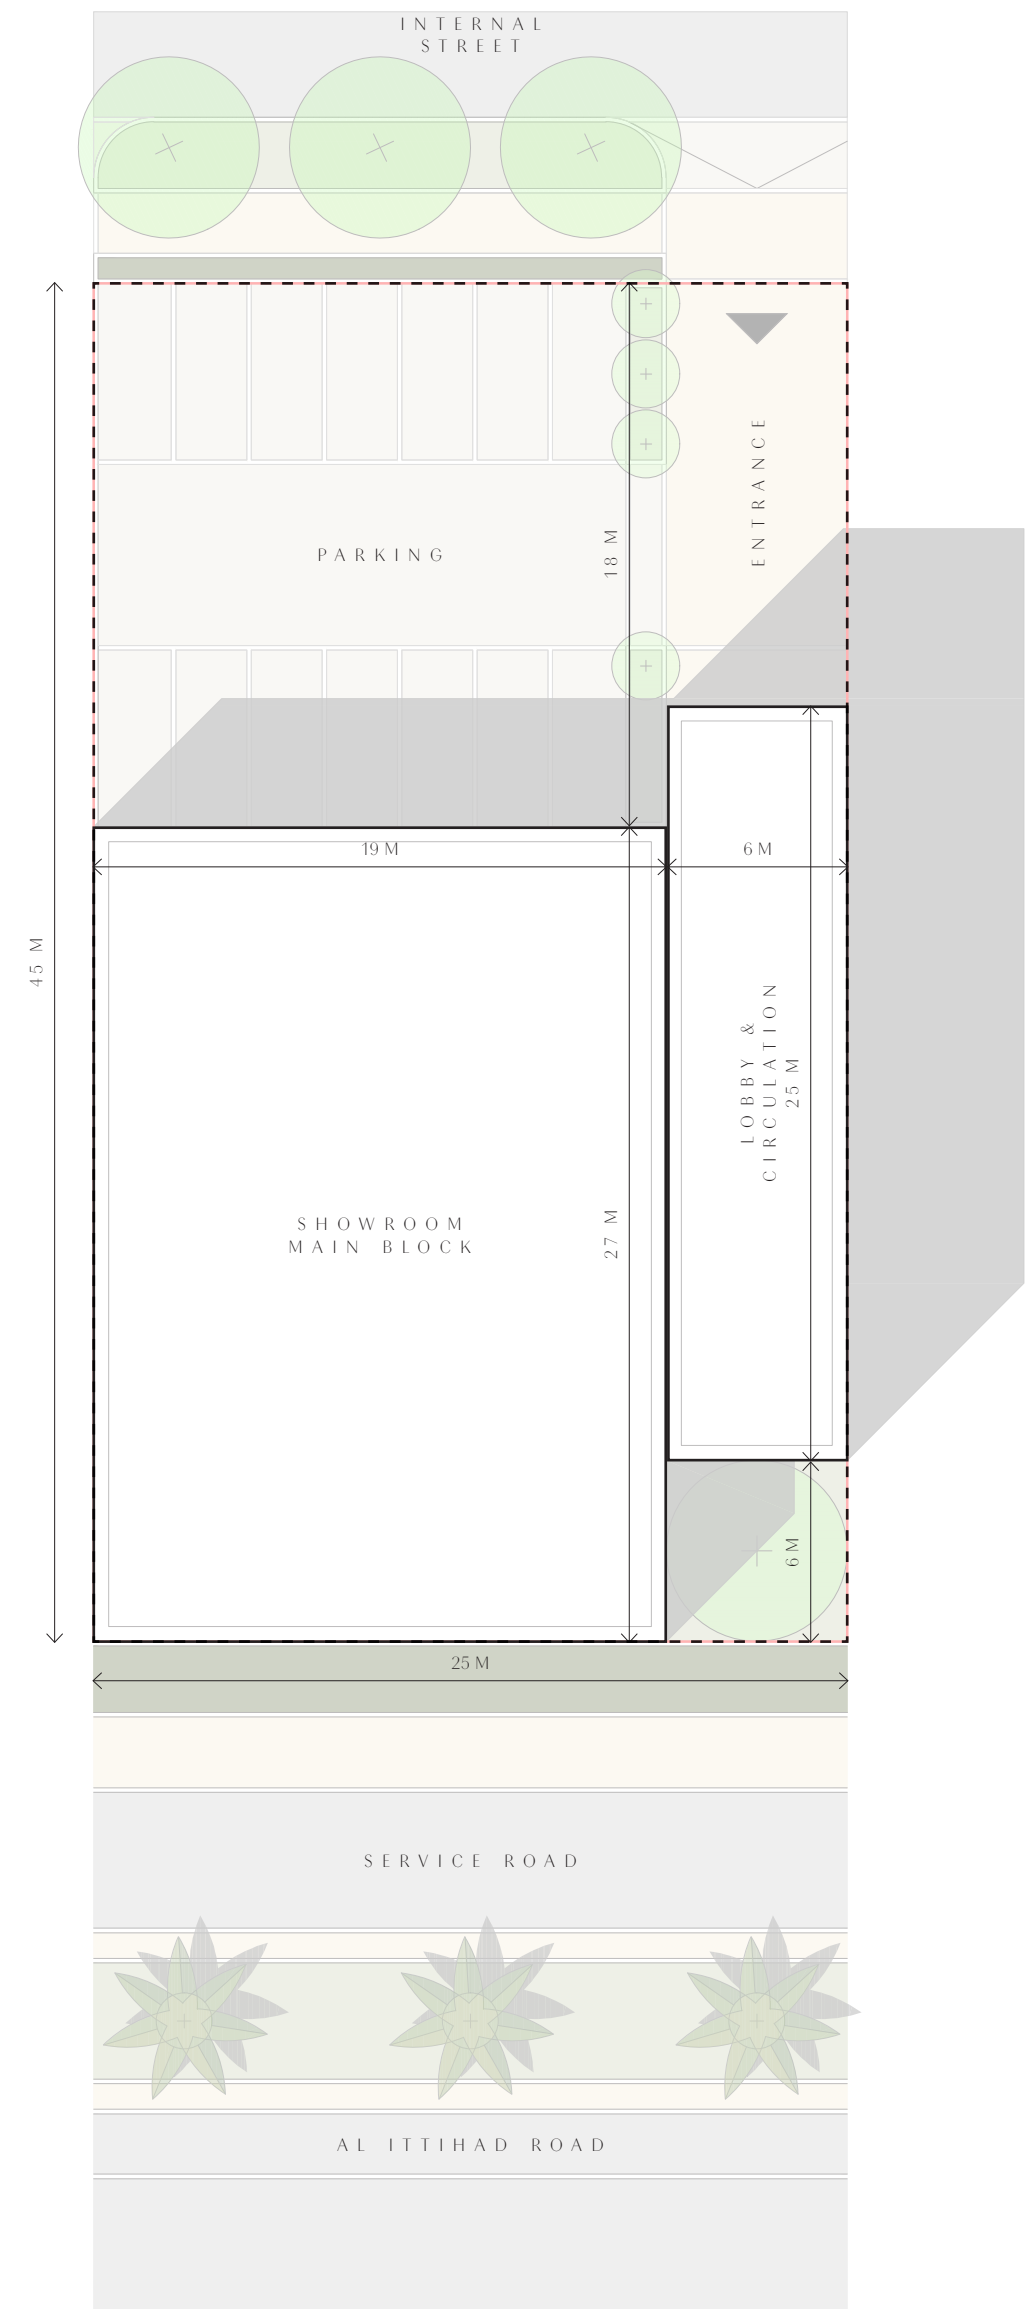 INTERNAL
STREET
ENTRANCE
PARKING
18 M
19 M
6 M
45 M
LOBBY &
CIRCULATION
25 M
SHOWROOM
MAIN BLOCK
27 M
6 M
25 M
SERVICE ROAD
AL ITTIHAD ROAD